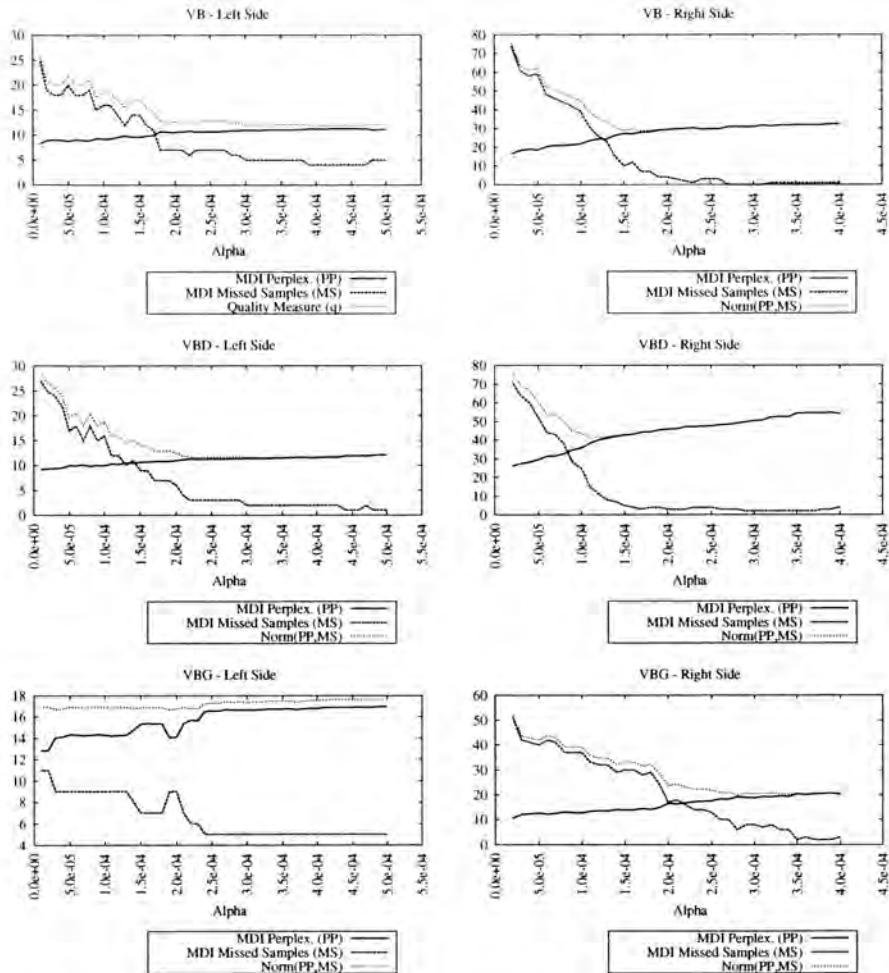 VB - Left Side
30
25
20
15
10
5
0
0.0e+00
5.0e-05
1.0e-04
1.5e-04
2.0e-04
2.5e-04
3.0e-04
3.5e-04
4.0e-04
4.5e-04
5.0e-04
5.5e-04
Alpha
MDI Perplex. (PP)
MDI Missed Samples (MS)
Quality Measure (q)
VB - Right Side
80
70
60
50
40
30
20
10
0
0.0e+00
5.0e-05
1.0e-04
1.5e-04
2.0e-04
2.5e-04
3.0e-04
3.5e-04
4.0e-04
4.5e-04
Alpha
MDI Perplex. (PP)
MDI Missed Samples (MS)
Norm(PP,MS)
VBD - Left Side
30
25
20
15
10
5
0
0.0e+00
5.0e-05
1.0e-04
1.5e-04
2.0e-04
2.5e-04
3.0e-04
3.5e-04
4.0e-04
4.5e-04
5.0e-04
5.5e-04
Alpha
MDI Perplex. (PP)
MDI Missed Samples (MS)
Norm(PP,MS)
VBD - Right Side
80
70
60
50
40
30
20
10
0
0.0e+00
5.0e-05
1.0e-04
1.5e-04
2.0e-04
2.5e-04
3.0e-04
3.5e-04
4.0e-04
4.5e-04
Alpha
MDI Perplex. (PP)
MDI Missed Samples (MS)
Norm(PP,MS)
VBG - Left Side
18
16
14
12
10
8
6
4
0.0e+00
5.0e-05
1.0e-04
1.5e-04
2.0e-04
2.5e-04
3.0e-04
3.5e-04
4.0e-04
4.5e-04
5.0e-04
5.5e-04
Alpha
MDI Perplex. (PP)
MDI Missed Samples (MS)
Norm(PP,MS)
VBG - Right Side
60
50
40
30
20
10
0
0.0e+00
5.0e-05
1.0e-04
1.5e-04
2.0e-04
2.5e-04
3.0e-04
3.5e-04
4.0e-04
4.5e-04
Alpha
MDI Perplex. (PP)
MDI Missed Samples (MS)
Norm(PP,MS)